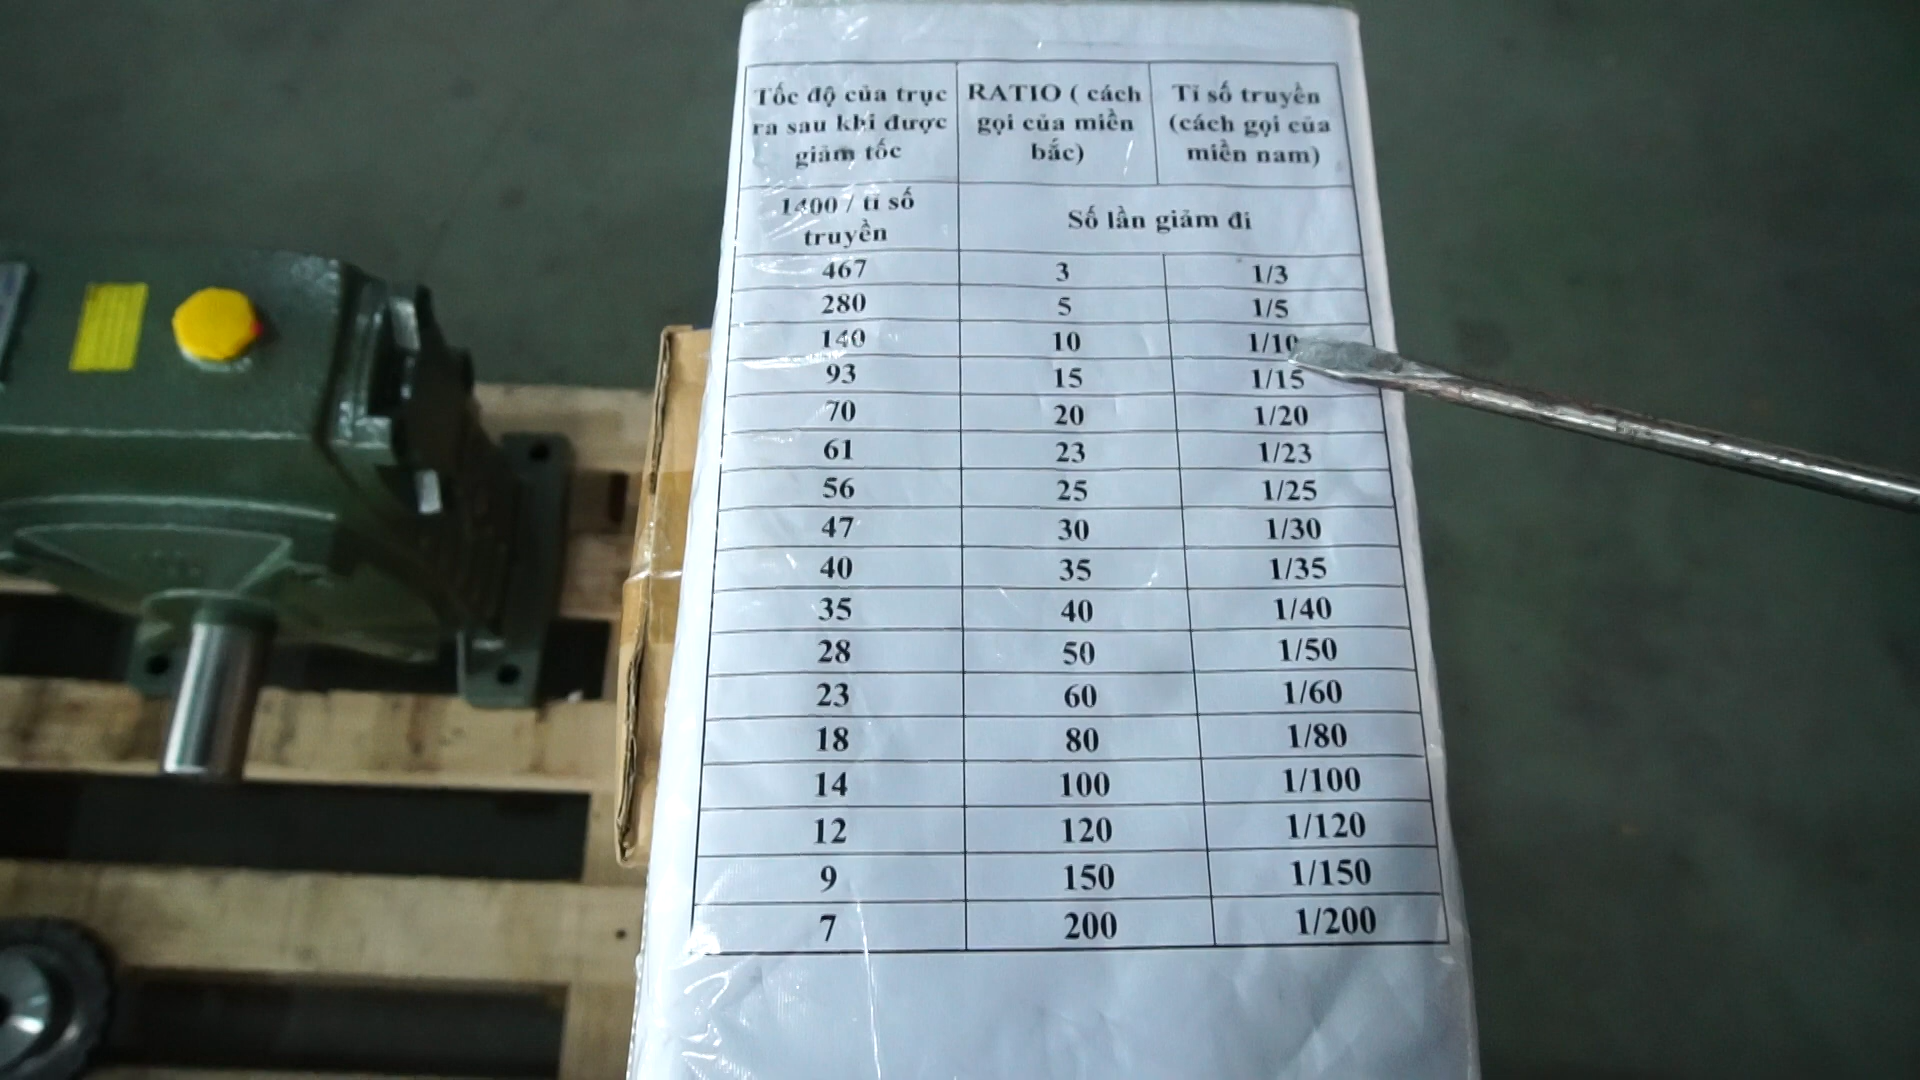 Tốc độ của trục
ra sau khi được
giảm tốc
RATIO ( cách
gọi của miền
bắc)
Tỉ số truyền
(cách gọi của
miền nam)
1400 / tỉ số
truyền
Số lần giảm đi
467 3 1/3
280 5 1/5
140 10 1/10
93 15 1/15
70 20 1/20
61 23 1/23
56 25 1/25
47 30 1/30
40 35 1/35
35 40 1/40
28 50 1/50
23 60 1/60
18 80 1/80
14 100 1/100
12 120 1/120
9 150 1/150
7 200 1/200